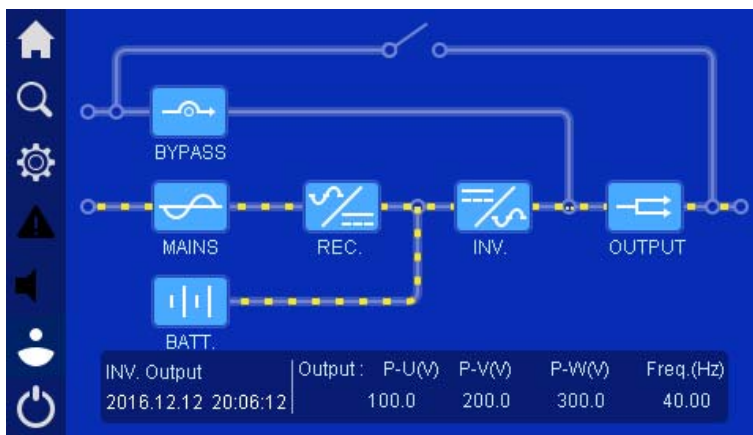 BYPASS
MAINS REC. INV. OUTPUT
BATT.
INV. Output Output : P-U(V) P-V(V) P-W(V) Freq.(Hz)
2016.12.12 20:06:12 100.0 200.0 300.0 40.00